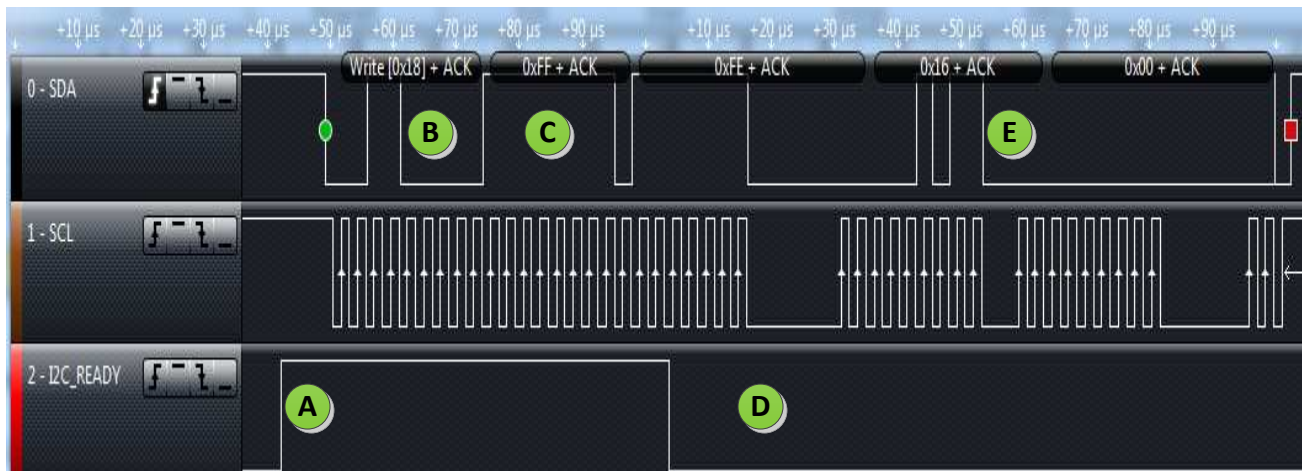 +10 µs +20 µs +30 µs +40 µs +50 µs +60 µs +70 µs +80 µs +90 µs +10 µs +20 µs +30 µs +40 µs +50 µs +60 µs +70 µs +80 µs +90 µs
Write [0x18] + ACK 0xFF + ACK 0xFE + ACK 0x16 + ACK 0x00 + ACK
0 - SDA
B C E
1 - SCL
2 - I2C_READY
A D